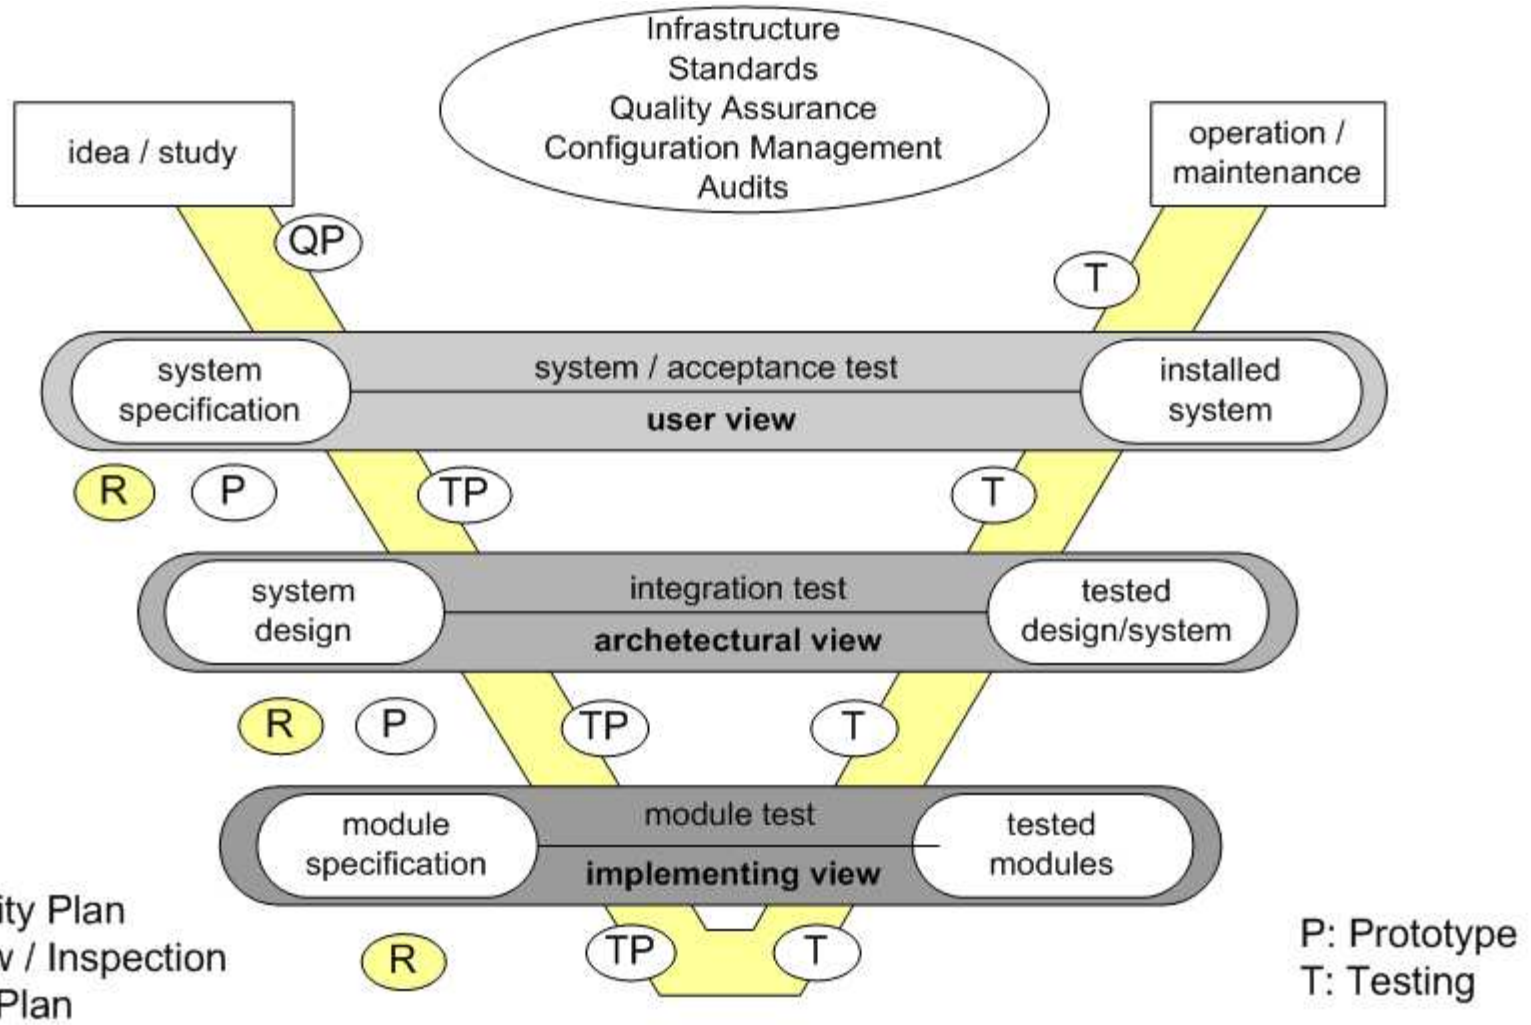 Infrastructure
Standards
Quality Assurance
Configuration Management
Audits
idea / study
operation /
maintenance
QP
T
system
specification
system / acceptance test
user view
installed
system
R
P
TP
T
system
design
integration test
archetectural view
tested
design/system
R
P
TP
T
module
specification
module test
implementing view
tested
modules
R
TP
T
Plan
/ Inspection
Plan
P: Prototype
T: Testing